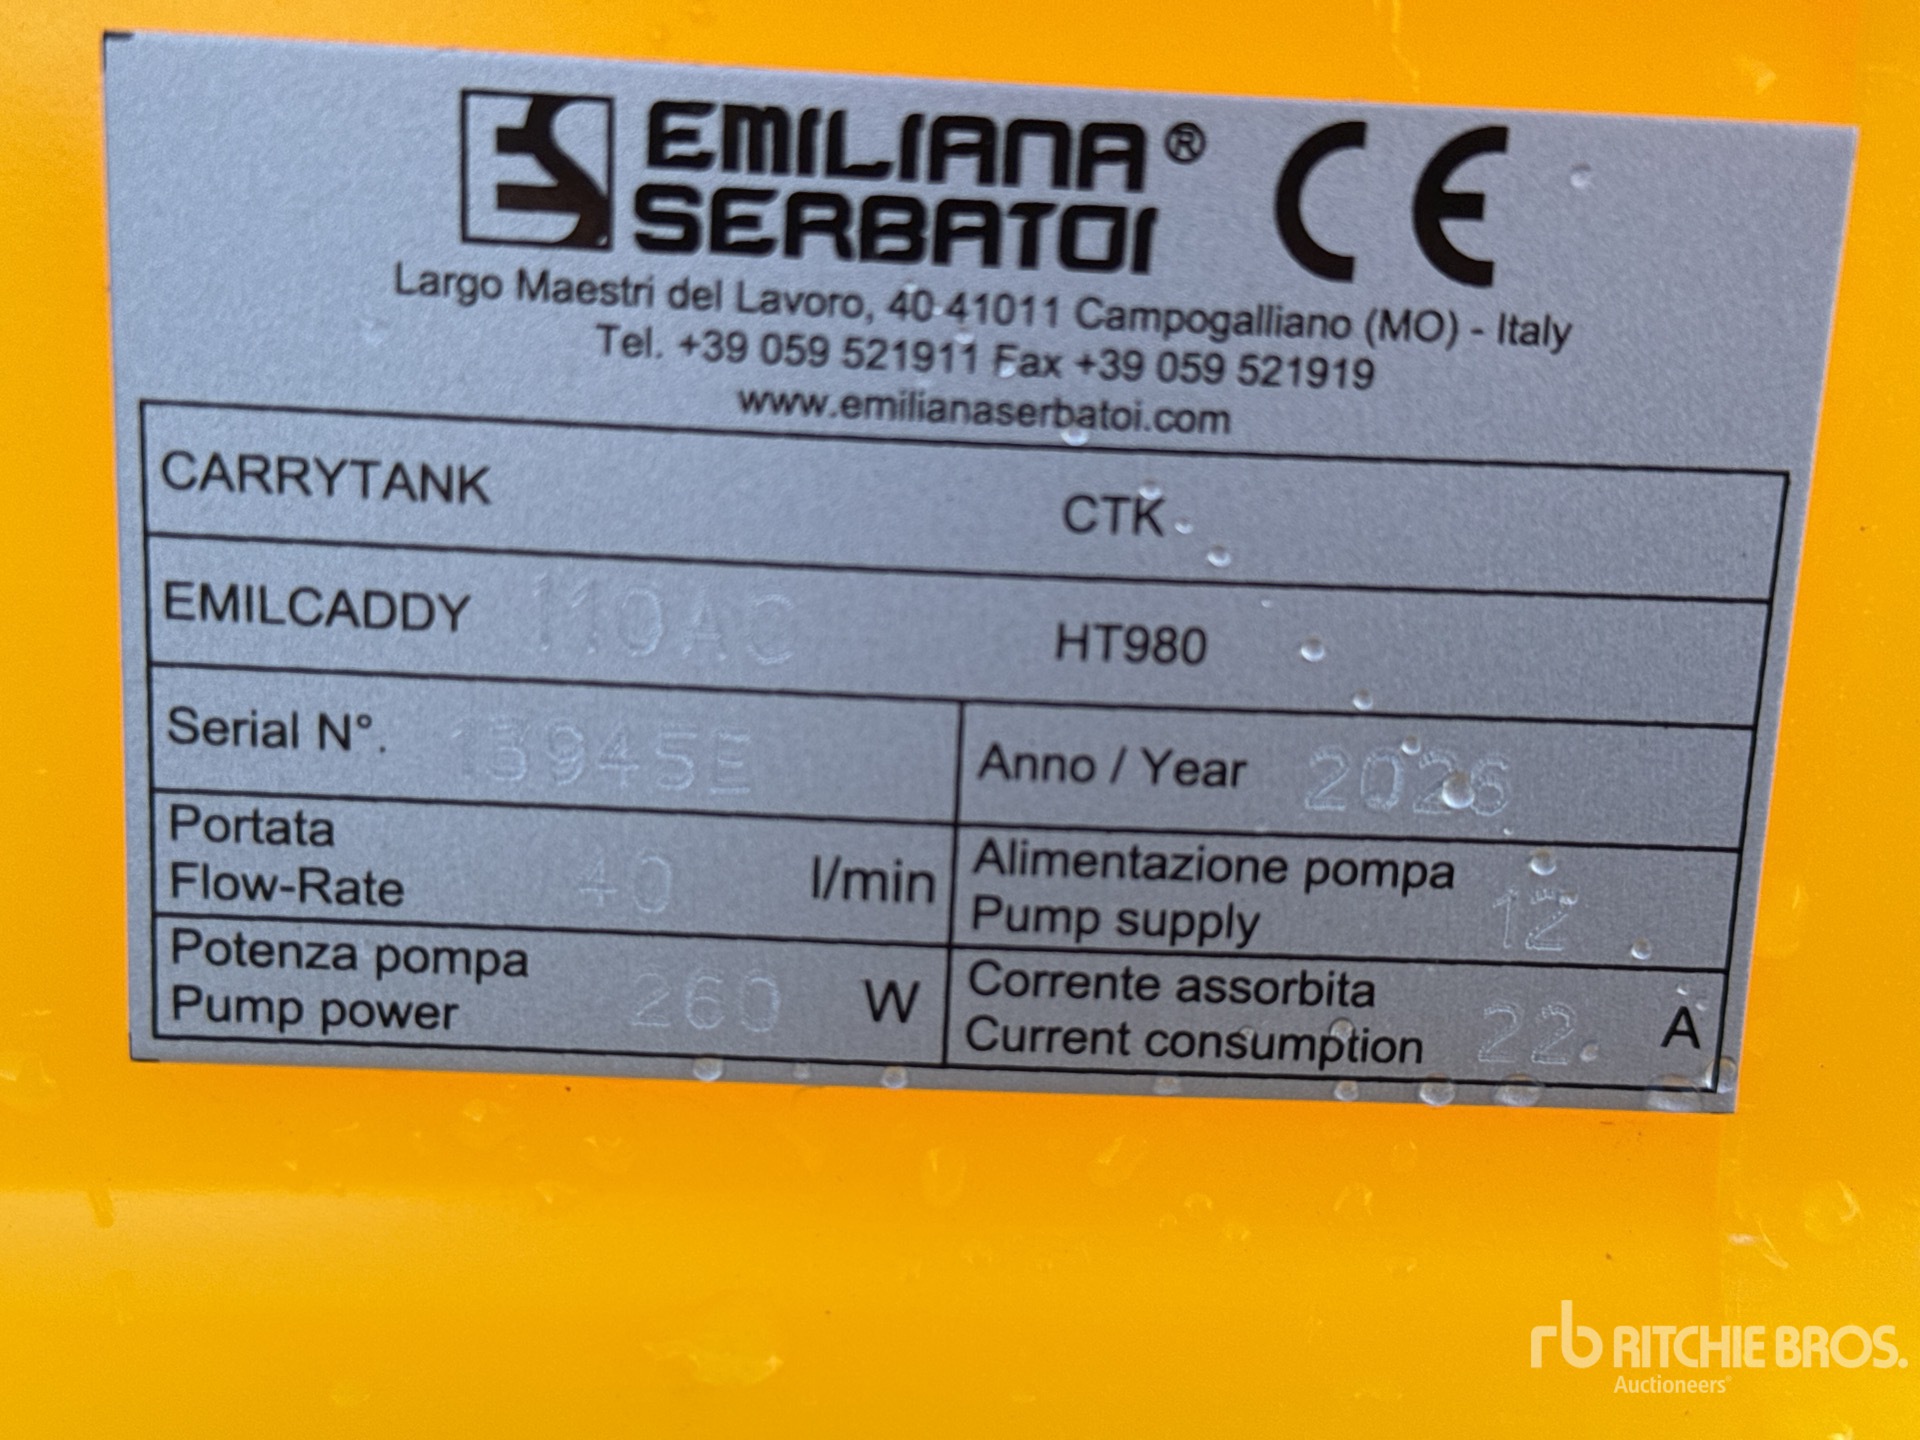 EMILIANA®
SERBATOI
CE
Largo Maestri del Lavoro, 40-41011 Campogalliano (MO) - Italy
Tel. +39 059 521911 Fax +39 059 521919
www.emilianaserbatoi.com
CARRYTANK CTK
EMILCADDY 110AC HT980
Serial N°. 13945E Anno / Year 2026
Portata
Flow-Rate 40 l/min
Alimentazione pompa
Pump supply 12
Potenza pompa
Pump power 260 W
Corrente assorbita
Current consumption 22 A
rb RITCHIE BROS.
Auctioneers